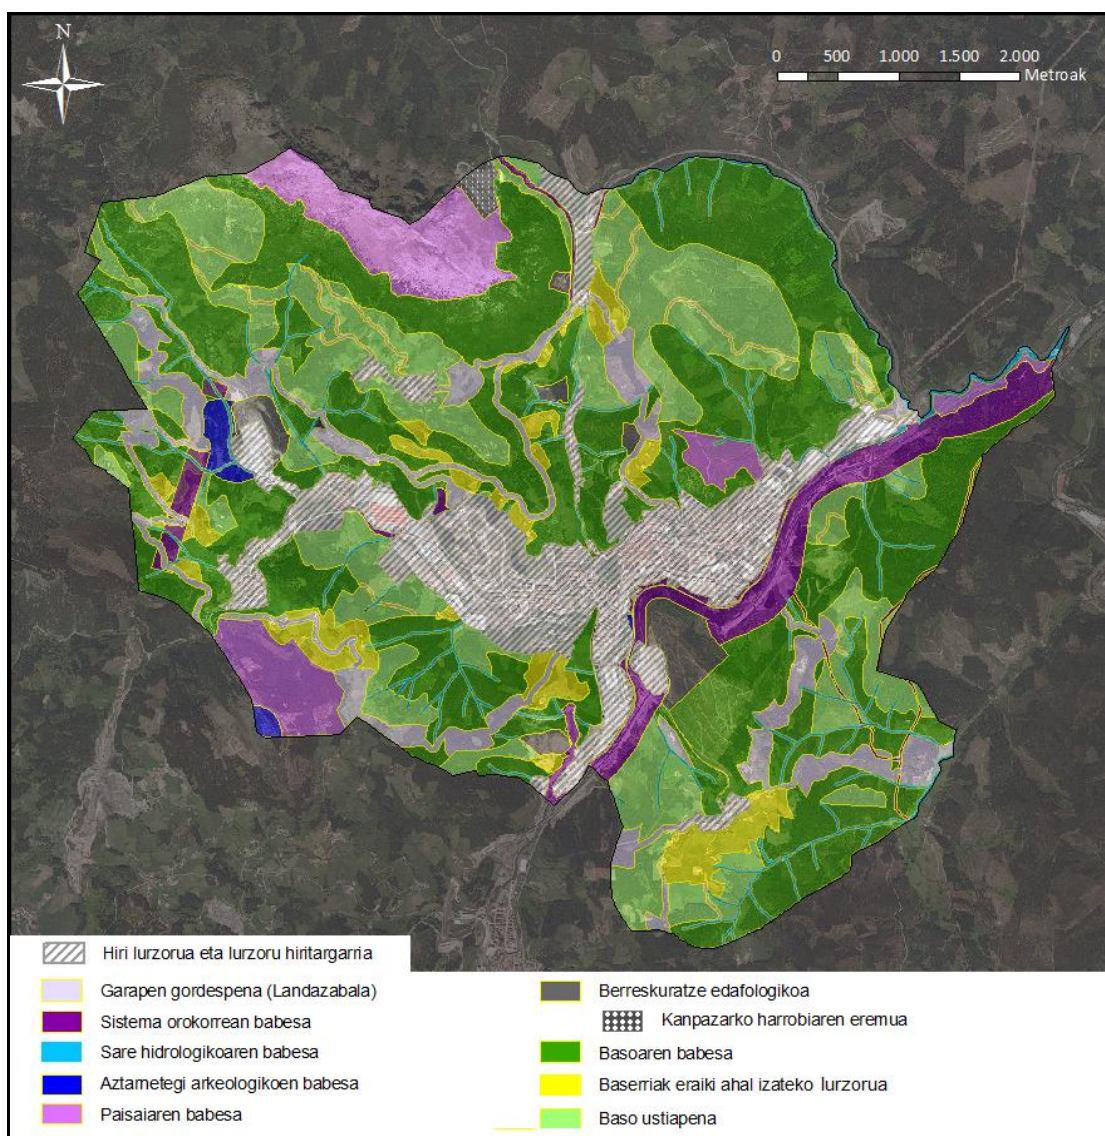 N
0 500 1.000 1.500 2.000
Metroak
Hiri lurzorua eta lurzoru hiritargarria
Garapen gordespena (Landazabala)
Sistema orokorrean babesa
Sare hidrologikoaren babesa
Aztarnetegi arkeologikoen babesa
Paisaiaren babesa
Berreskuratze edafologikoa
Kanpazarko harrobiaren eremua
Basoaren babesa
Baserriak eraiki ahal izateko lurzorua
Baso ustiapena